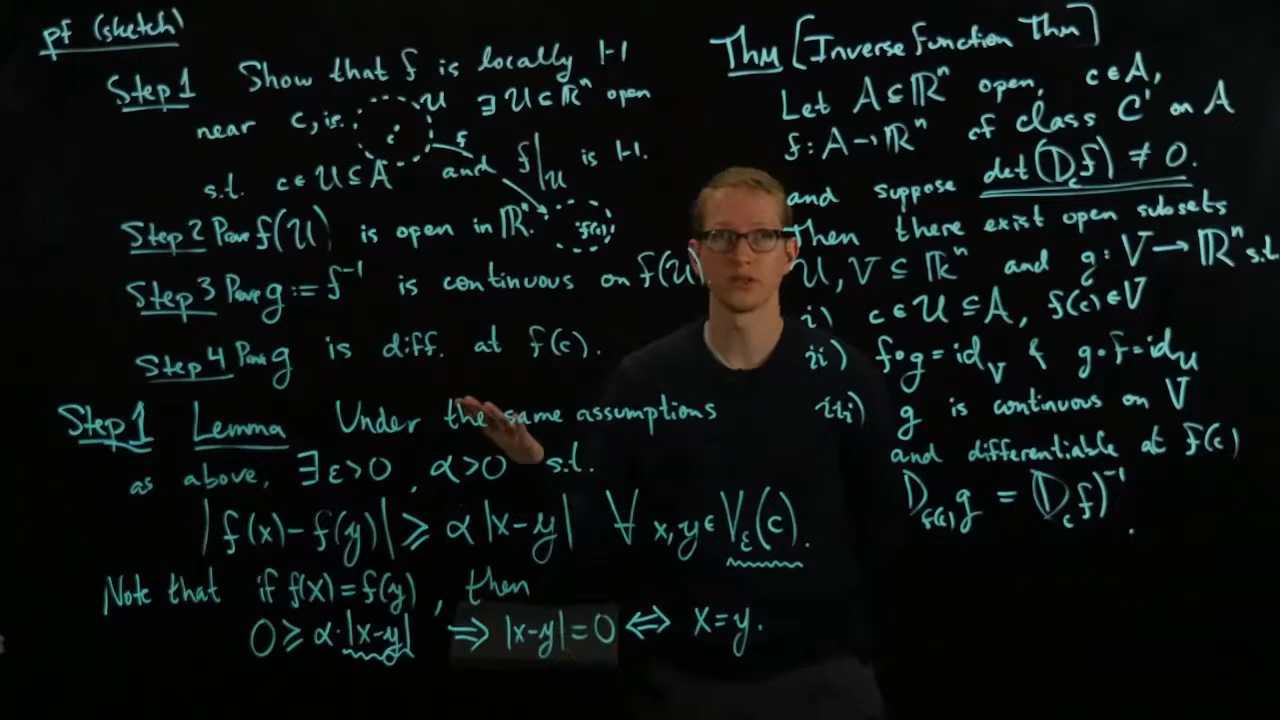 pf (sketch)
Step 1 Show that f is locally 1-1
near c, i.e. ∃ U ⊆ ℝⁿ open
s.t. c ∈ U ⊆ A and f|_U is 1-1.
c
U
f
f(c)
Step 2 Prove f(U) is open in ℝⁿ.
Step 3 Prove g := f⁻¹ is continuous on f(U)
Step 4 Prove g is diff. at f(c).
Step 1 Lemma Under the same assumptions
as above, ∃ ε>0, α>0 s.t.
|f(x)-f(y)| ⩾ α|x-y| ∀ x,y ∈ V_ε(c).
Note that if f(x)=f(y), then
0 ⩾ α·|x-y| ⇒ |x-y|=0 ⇔ x=y.
Thm [Inverse Function Thm]
Let A ⊆ ℝⁿ open, c ∈ A,
f: A → ℝⁿ of class C¹ on A
and suppose det(D_c f) ≠ 0.
Then there exist open subsets
U, V ⊆ ℝⁿ and g: V → ℝⁿ s.t.
i) c ∈ U ⊆ A, f(c) ∈ V
ii) f∘g = id_V & g∘f = id_U
iii) g is continuous on V
and differentiable at f(c)
D_f(c) g = (D_c f)⁻¹.